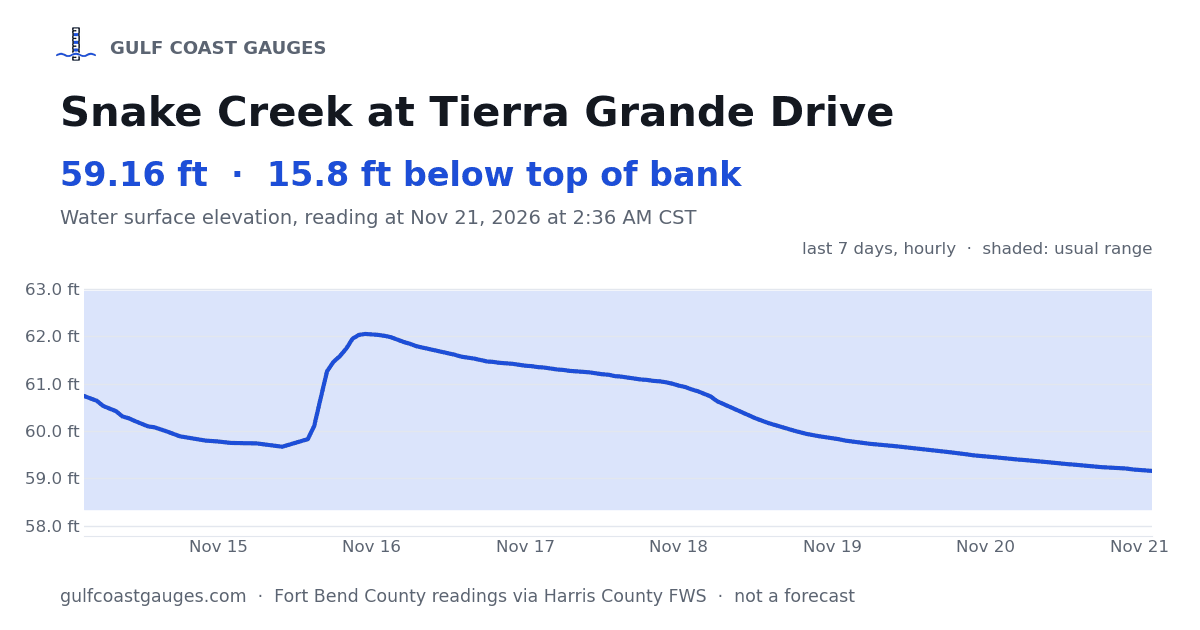 GULF COAST GAUGES
Snake Creek at Tierra Grande Drive
59.16 ft · 15.8 ft below top of bank
Water surface elevation, reading at Nov 21, 2026 at 2:36 AM CST
last 7 days, hourly · shaded: usual range
63.0 ft
62.0 ft
61.0 ft
60.0 ft
59.0 ft
58.0 ft
Nov 15 Nov 16 Nov 17 Nov 18 Nov 19 Nov 20 Nov 21
gulfcoastgauges.com · Fort Bend County readings via Harris County FWS · not a forecast